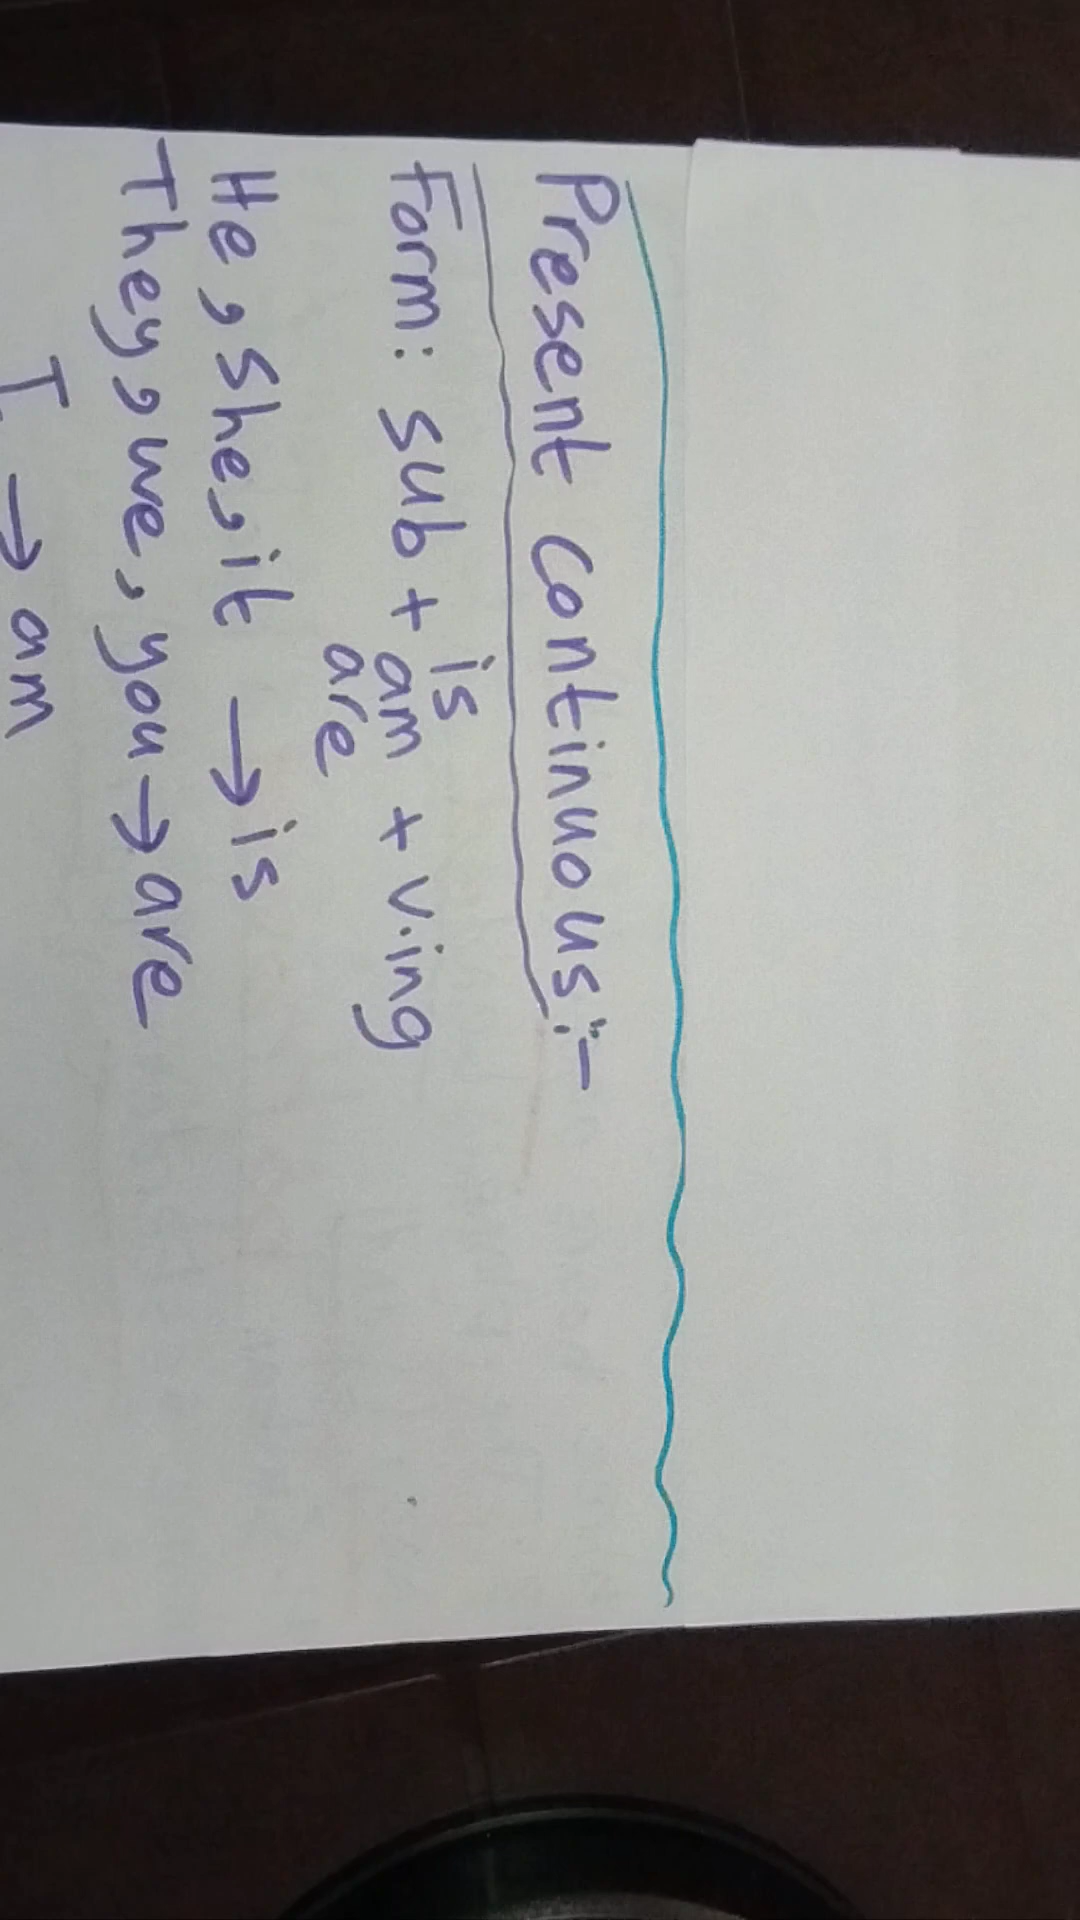 Present Continuous:-
Form: sub + is am are + v.ing
He, she, it → is
They, we, you → are
I → am